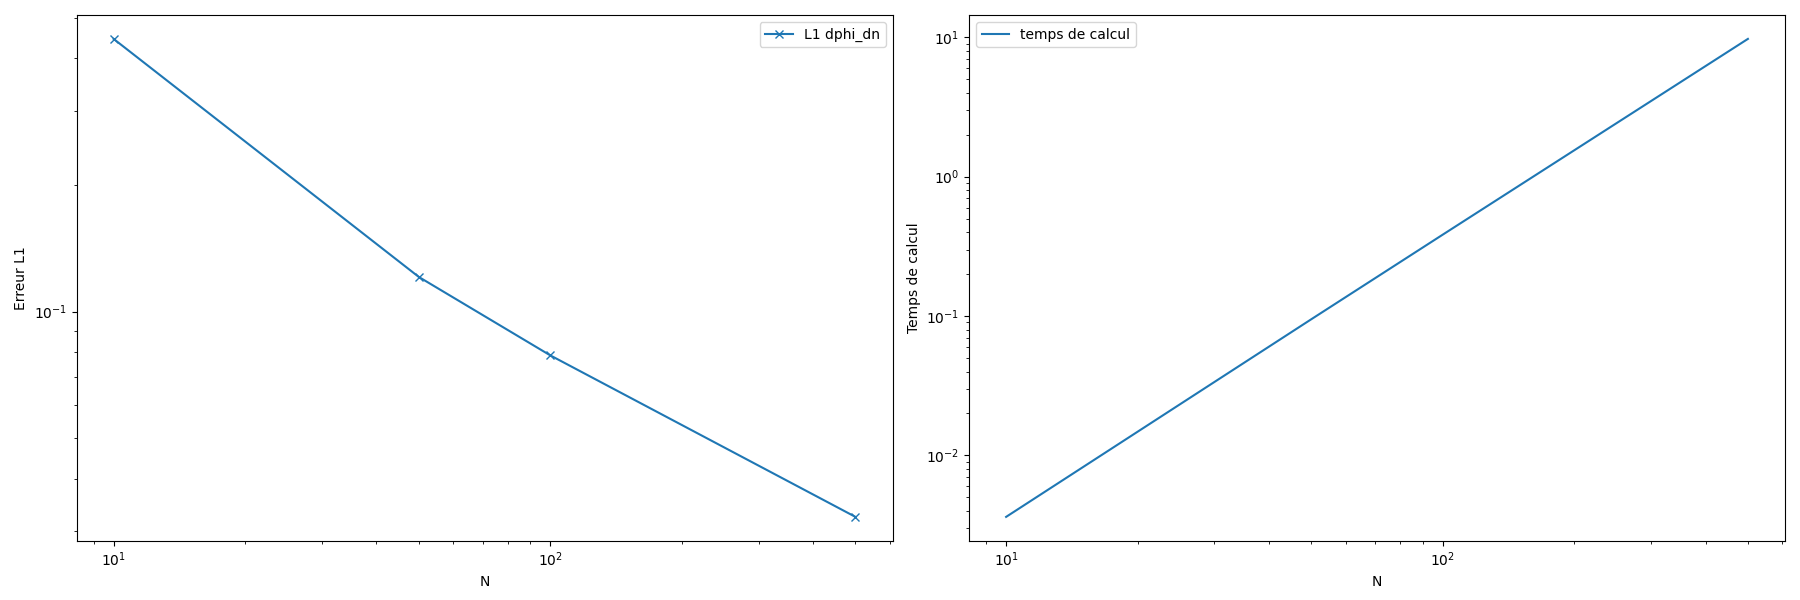 L1 dphi_dn
Erreur L1
10⁻¹
10¹
10²
N
temps de calcul
Temps de calcul
10¹
10⁰
10⁻¹
10⁻²
10¹
10²
N